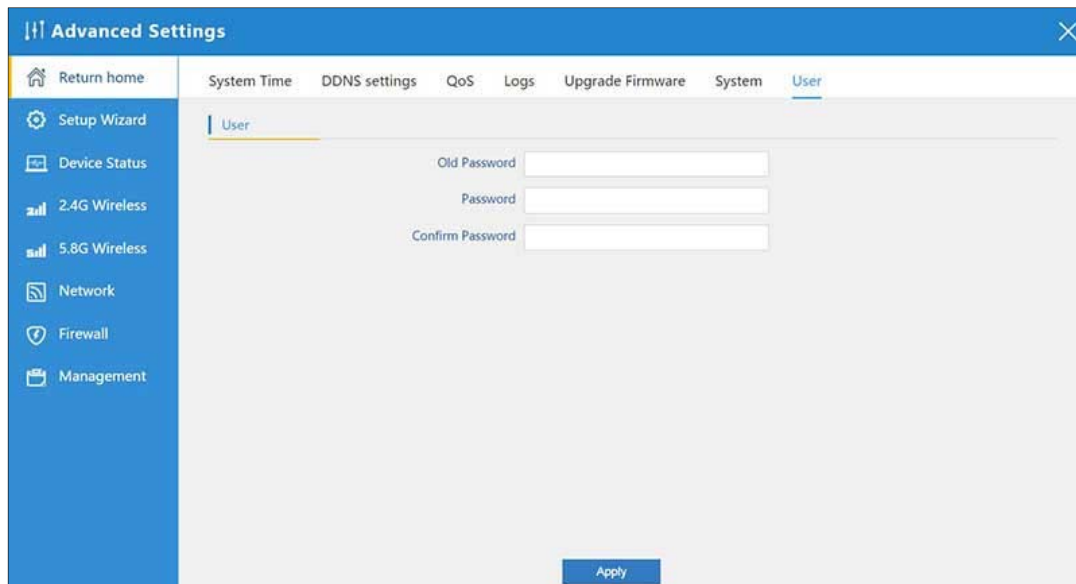 Advanced Settings
Return home
Setup Wizard
Device Status
2.4G Wireless
5.8G Wireless
Network
Firewall
Management
System Time DDNS settings QoS Logs Upgrade Firmware System User
User
Old Password
Password
Confirm Password
Apply